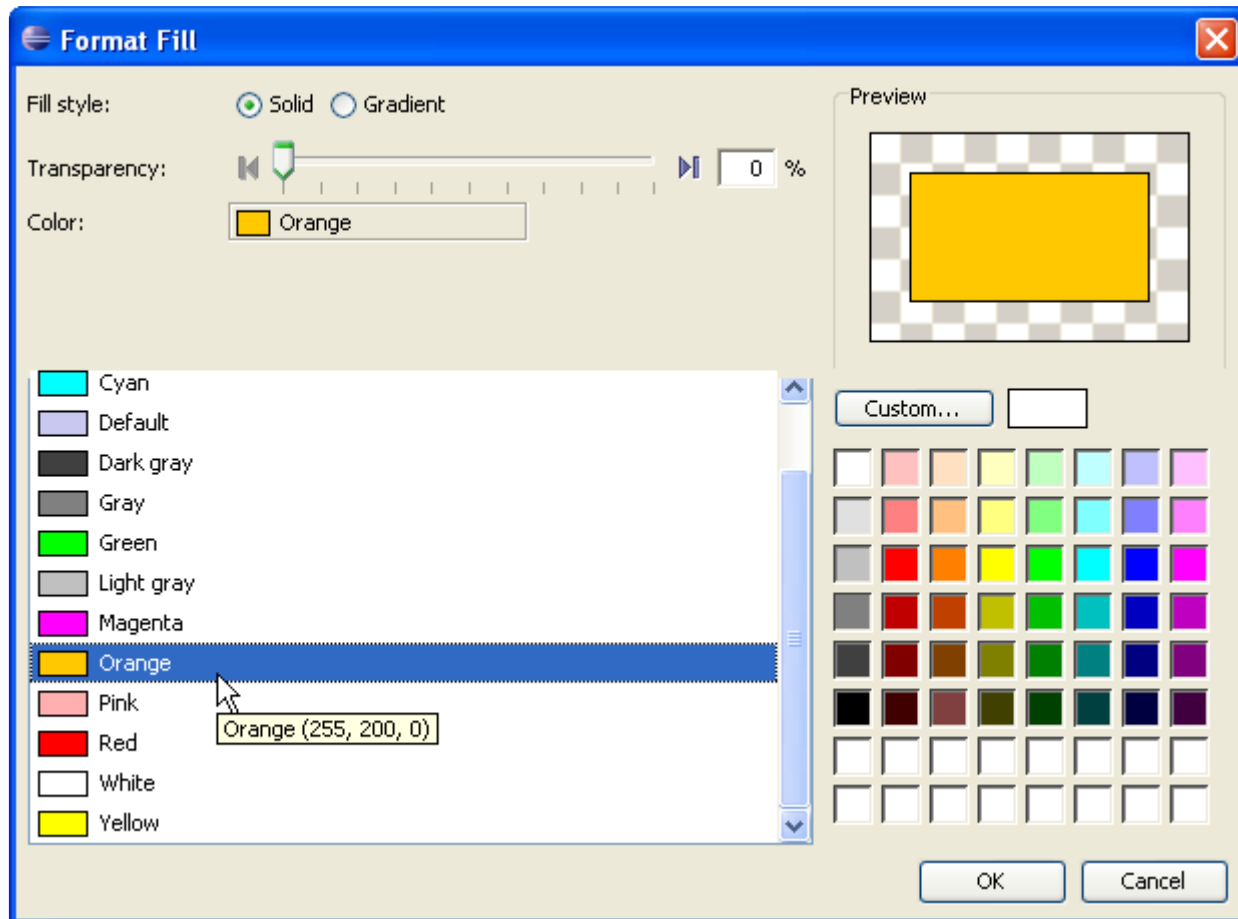 Format Fill
Fill style: Solid Gradient
Preview
Transparency: 0 %
Color: Orange
Cyan
Default
Dark gray
Gray
Green
Light gray
Magenta
Orange
Pink
Orange (255, 200, 0)
Red
White
Yellow
Custom...
OK Cancel